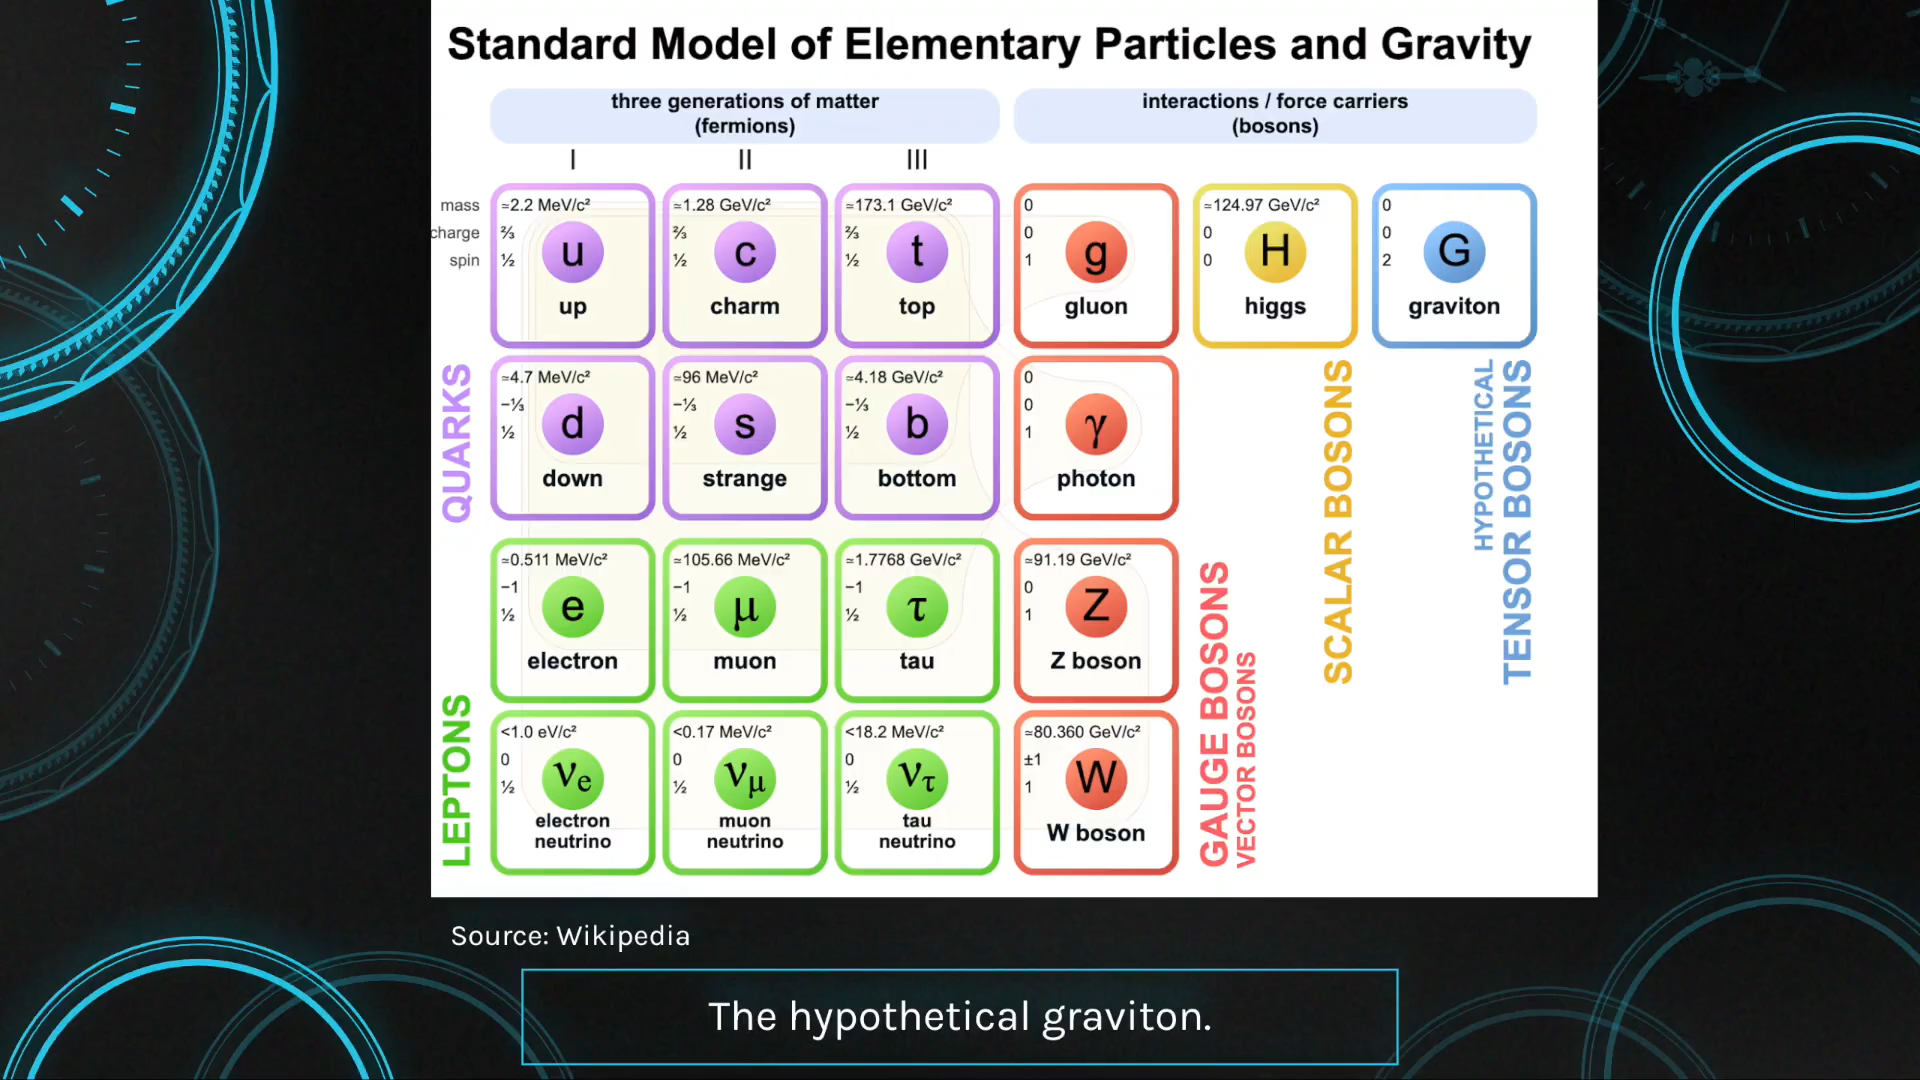 Standard Model of Elementary Particles and Gravity
three generations of matter
(fermions)
interactions / force carriers
(bosons)
I II III
mass
charge
spin
≃2.2 MeV/c²
⅔
½
u
up
≃1.28 GeV/c²
⅔
½
c
charm
≃173.1 GeV/c²
⅔
½
t
top
0
0
1
g
gluon
≃124.97 GeV/c²
0
0
H
higgs
0
0
2
G
graviton
QUARKS
≃4.7 MeV/c²
−⅓
½
d
down
≃96 MeV/c²
−⅓
½
s
strange
≃4.18 GeV/c²
−⅓
½
b
bottom
0
0
1
γ
photon
LEPTONS
≃0.511 MeV/c²
−1
½
e
electron
≃105.66 MeV/c²
−1
½
μ
muon
≃1.7768 GeV/c²
−1
½
τ
tau
≃91.19 GeV/c²
0
1
Z
Z boson
<1.0 eV/c²
0
½
νe
electron
neutrino
<0.17 MeV/c²
0
½
νμ
muon
neutrino
<18.2 MeV/c²
0
½
ντ
tau
neutrino
≃80.360 GeV/c²
±1
1
W
W boson
GAUGE BOSONS
VECTOR BOSONS
SCALAR BOSONS
HYPOTHETICAL
TENSOR BOSONS
Source: Wikipedia
The hypothetical graviton.